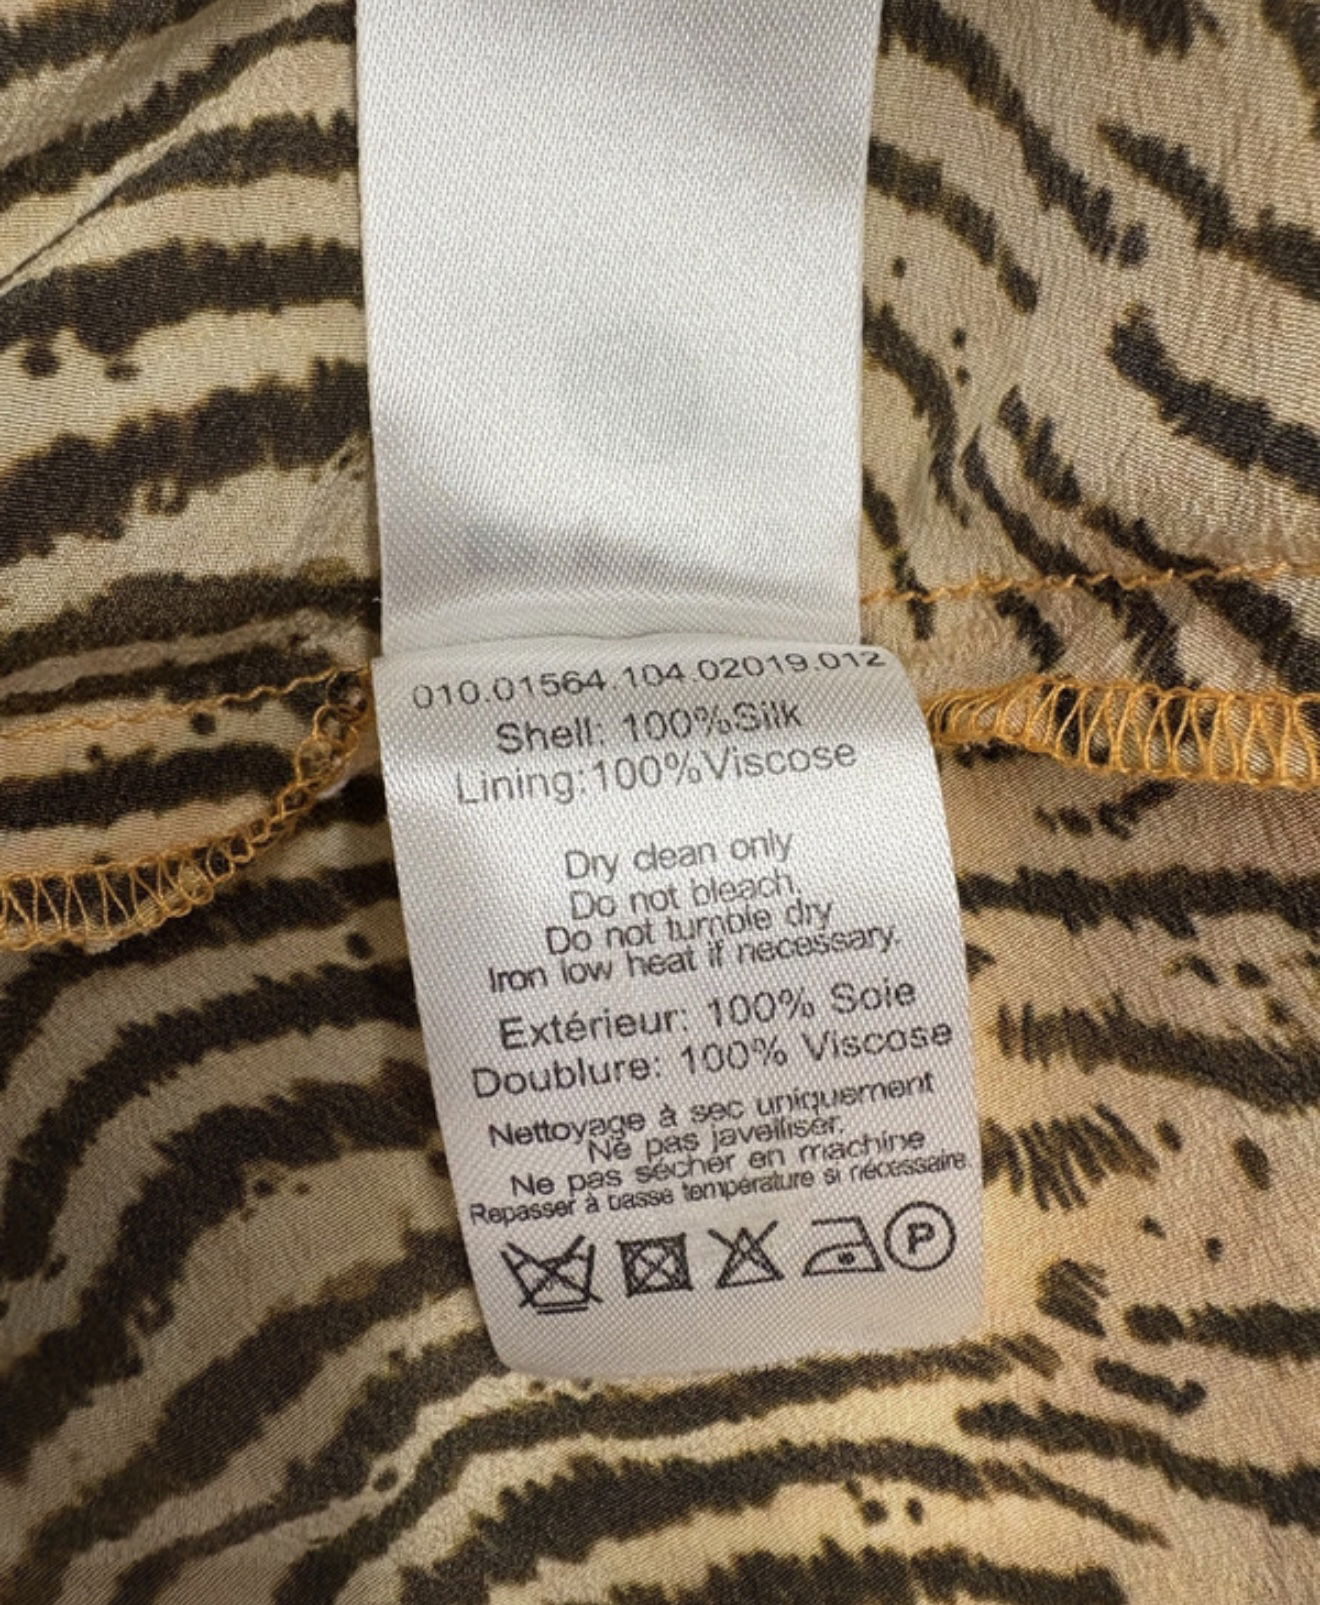 010.01564.104.02019.012
Shell: 100%Silk
Lining:100%Viscose
Dry clean only
Do not bleach.
Do not tumble dry
Iron low heat if necessary.
Extérieur: 100% Soie
Doublure: 100% Viscose
Nettoyage à sec uniquement
Ne pas javelliser.
Ne pas sécher en machine
Repasser à basse température si nécessaire.
P